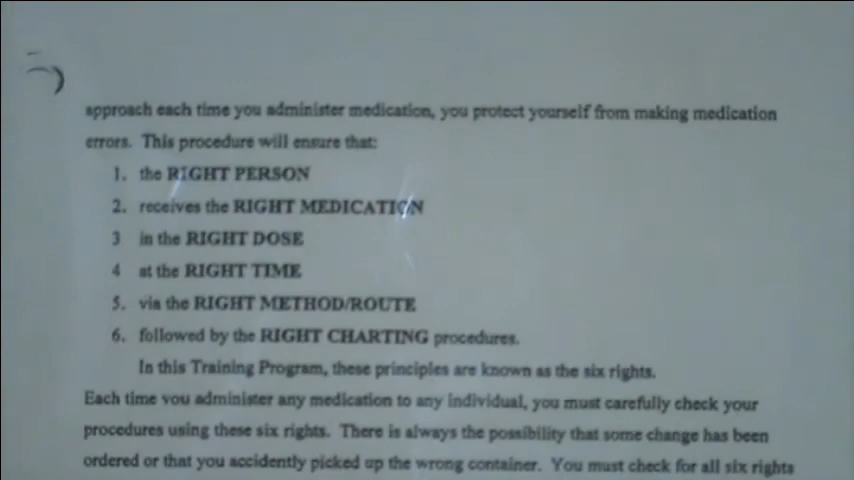 approach each time you administer medication, you protect yourself from making medication
errors. This procedure will ensure that:
1. the RIGHT PERSON
2. receives the RIGHT MEDICATION
3 in the RIGHT DOSE
4 at the RIGHT TIME
5. via the RIGHT METHOD/ROUTE
6. followed by the RIGHT CHARTING procedures.
In this Training Program, these principles are known as the six rights.
Each time you administer any medication to any individual, you must carefully check your
procedures using these six rights. There is always the possibility that some change has been
ordered or that you accidently picked up the wrong container. You must check for all six rights